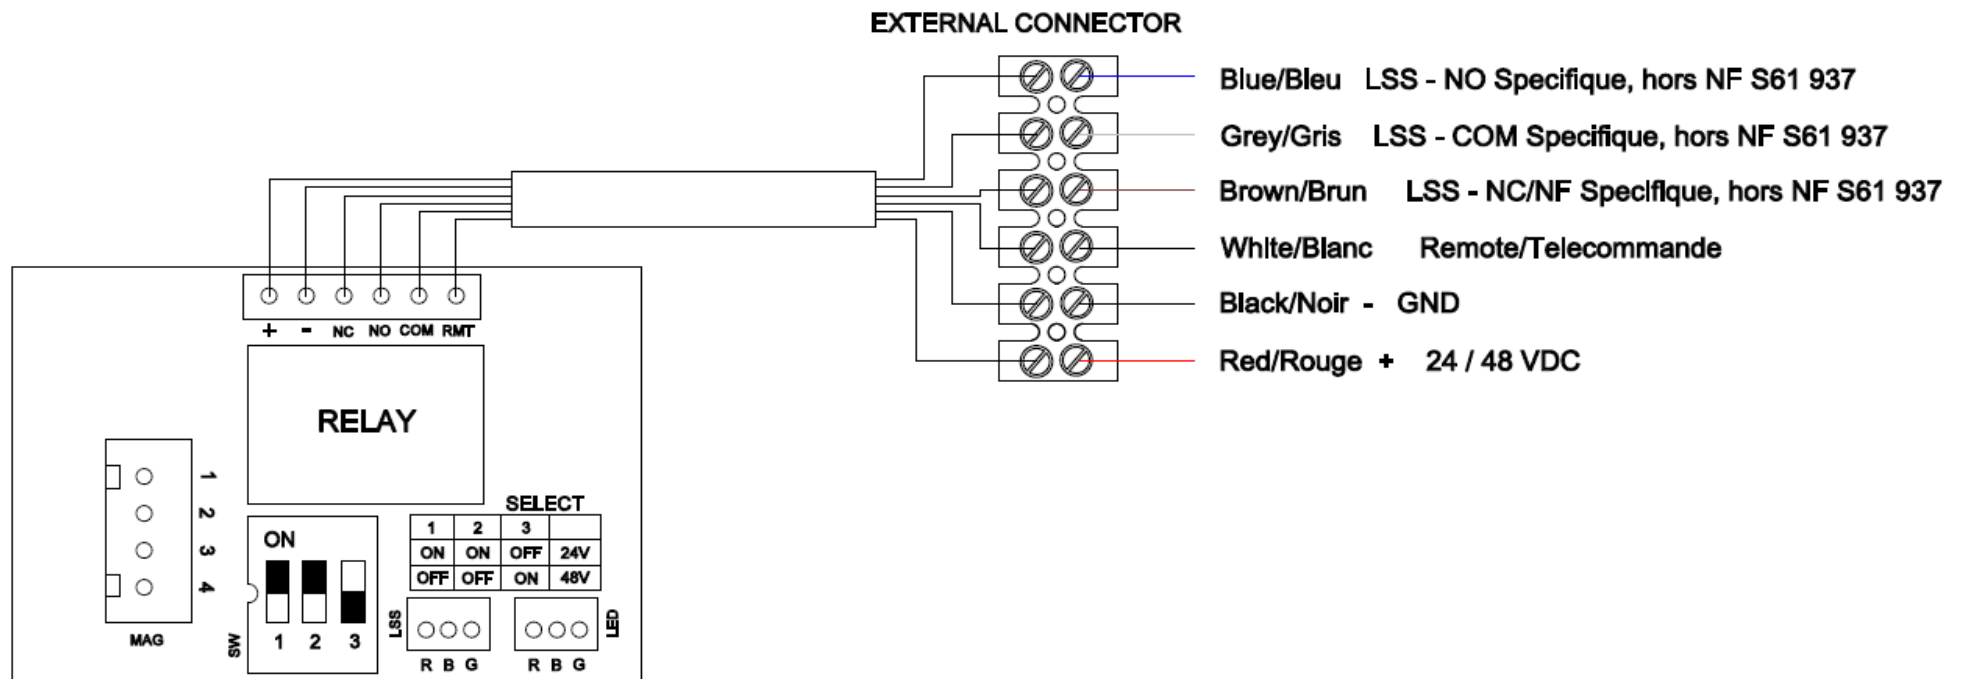 EXTERNAL CONNECTOR
Blue/Bleu LSS - NO Specifique, hors NF S61 937
Grey/Gris LSS - COM Specifique, hors NF S61 937
Brown/Brun LSS - NC/NF Specifique, hors NF S61 937
White/Blanc Remote/Telecommande
Black/Noir - GND
Red/Rouge + 24 / 48 VDC
+ - NC NO COM RMT
RELAY
1
2
3
4
MAG
ON
1 2 3
SW
SELECT
1 2 3
ON ON OFF 24V
OFF OFF ON 48V
LSS
R B G
LED
R B G